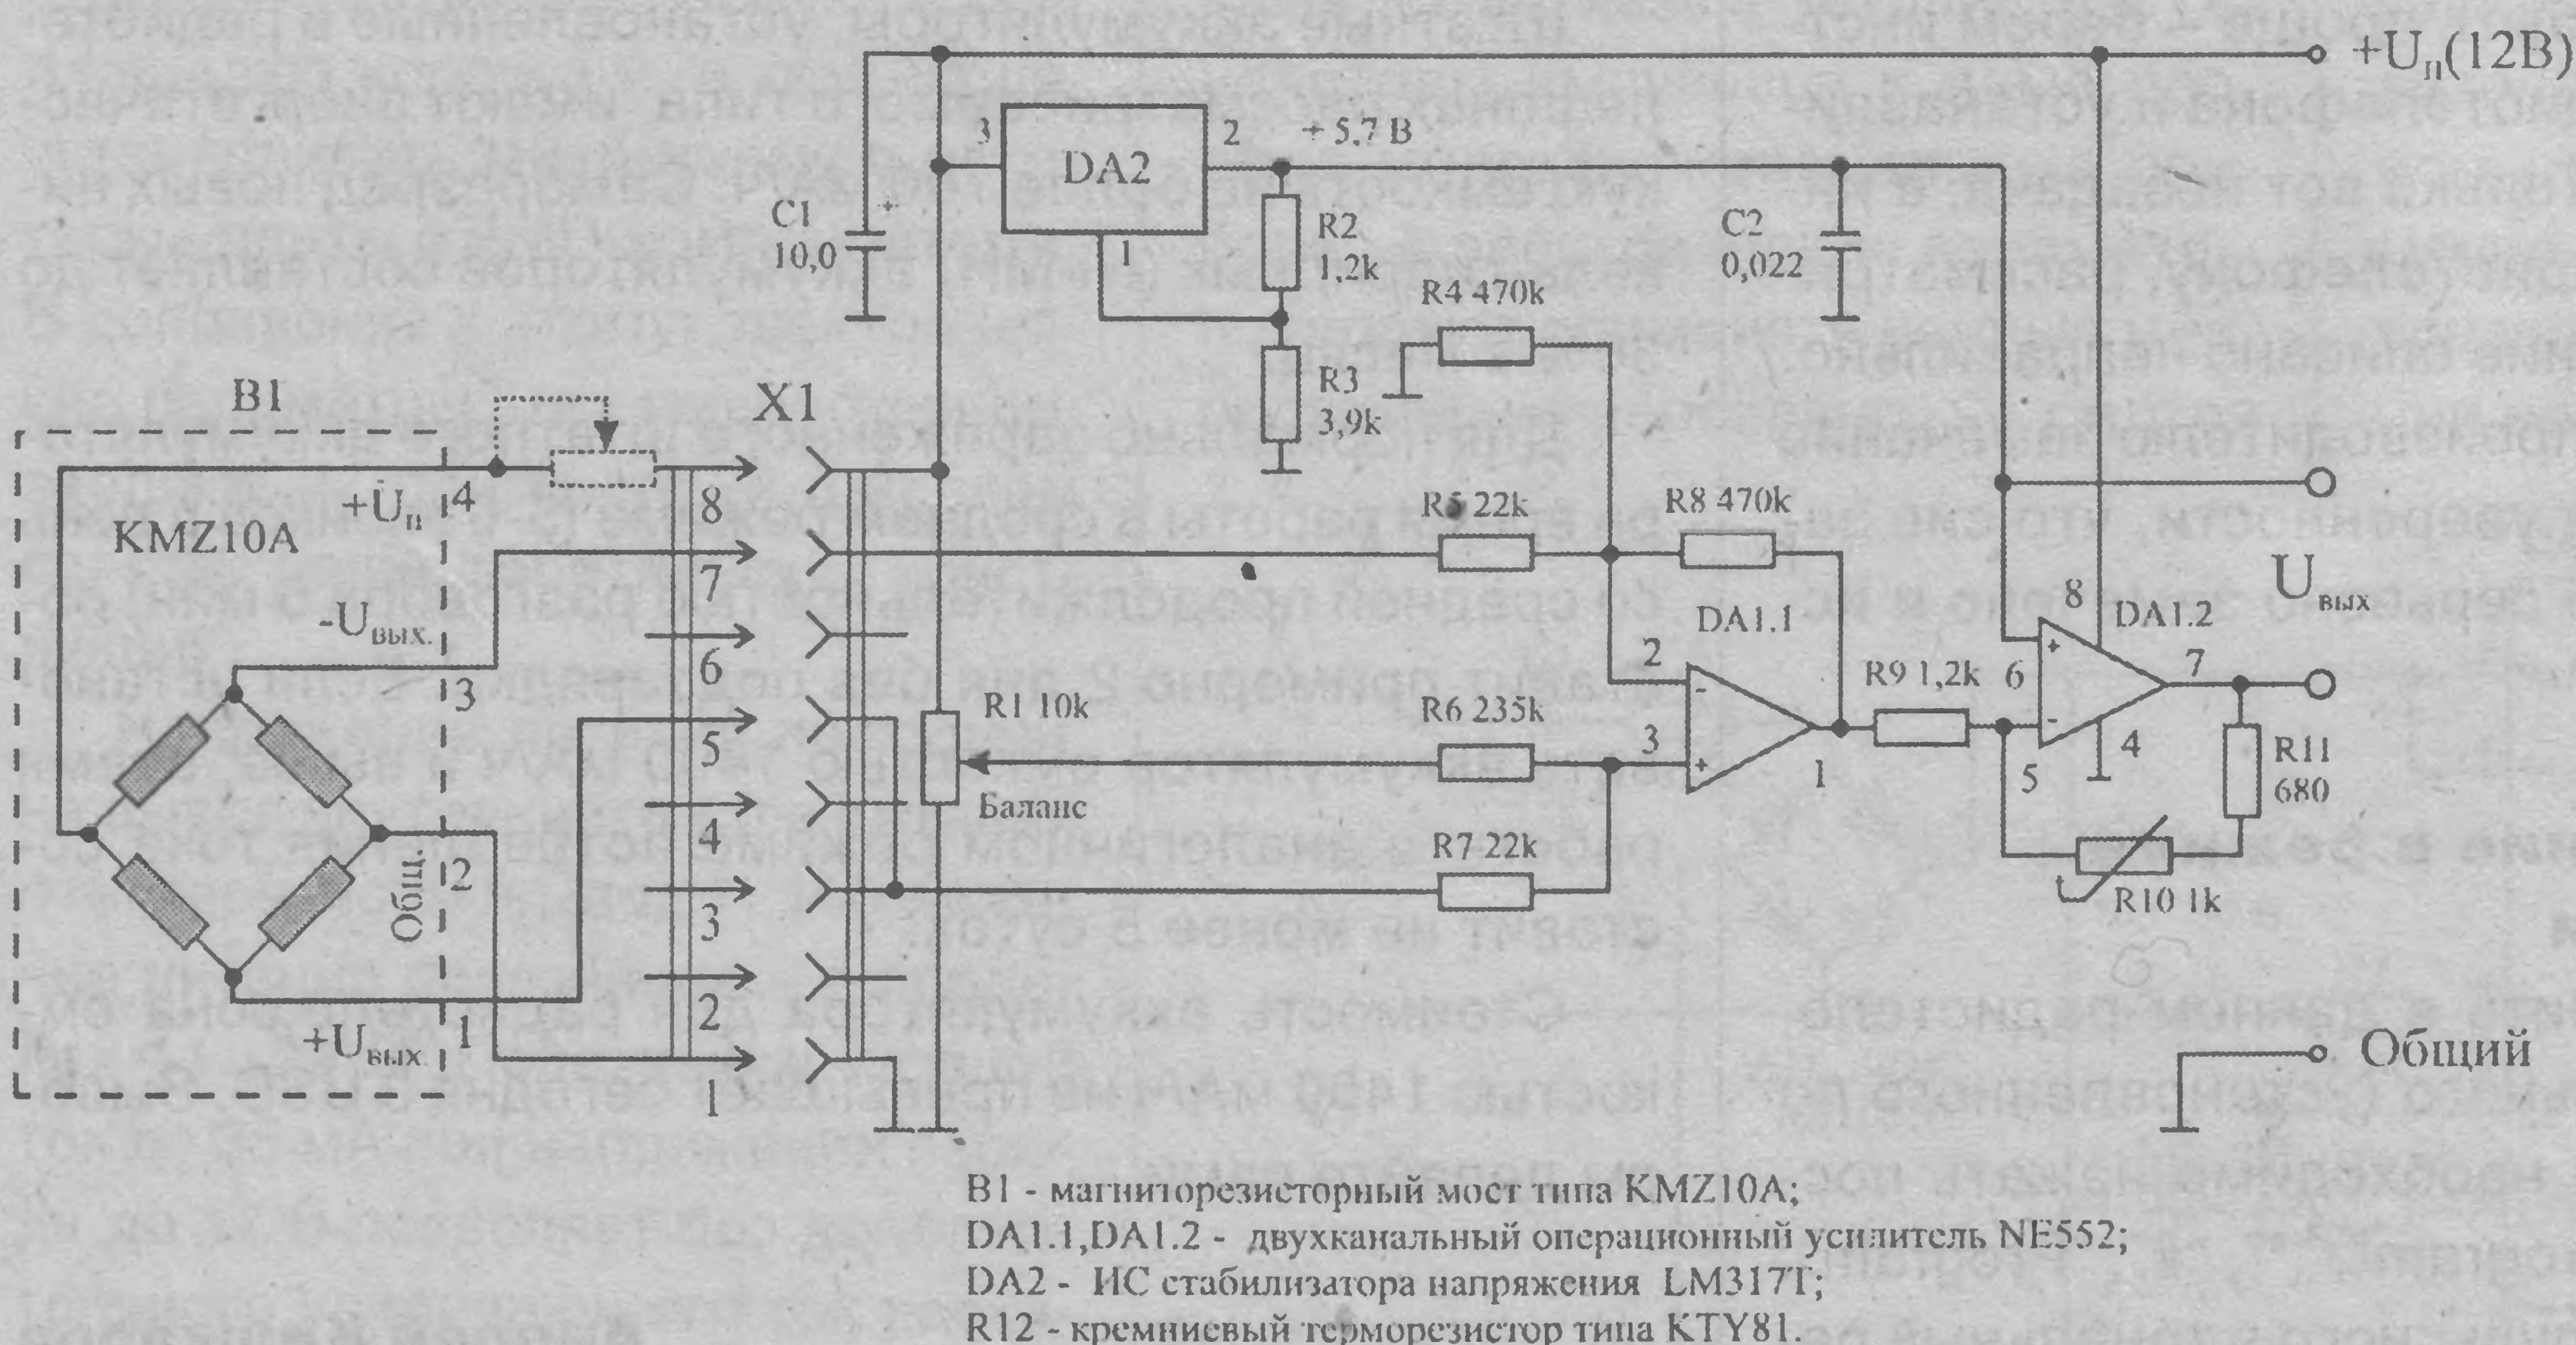 +Uп(12В)
3
DA2
2
+ 5,7 В
1
C1
10,0
+
R2
1,2k
C2
0,022
R4 470k
R3
3,9k
B1
X1
+Uп
4
KMZ10A
8
7
6
5
4
3
2
1
-Uвых.
3
Общ.
2
+Uвых.
1
R5 22k
R8 470k
DA1.1
2
-
3
+
1
R1 10k
Баланс
R6 235k
R7 22k
R9 1,2k
6
+
8
DA1.2
7
-
5
4
Uвых
R11
680
t
R10 1k
Общий
B1 - магниторезисторный мост типа KMZ10A;
DA1.1,DA1.2 - двухканальный операционный усилитель NE552;
DA2 - ИС стабилизатора напряжения LM317T;
R12 - кремниевый терморезистор типа KTY81.